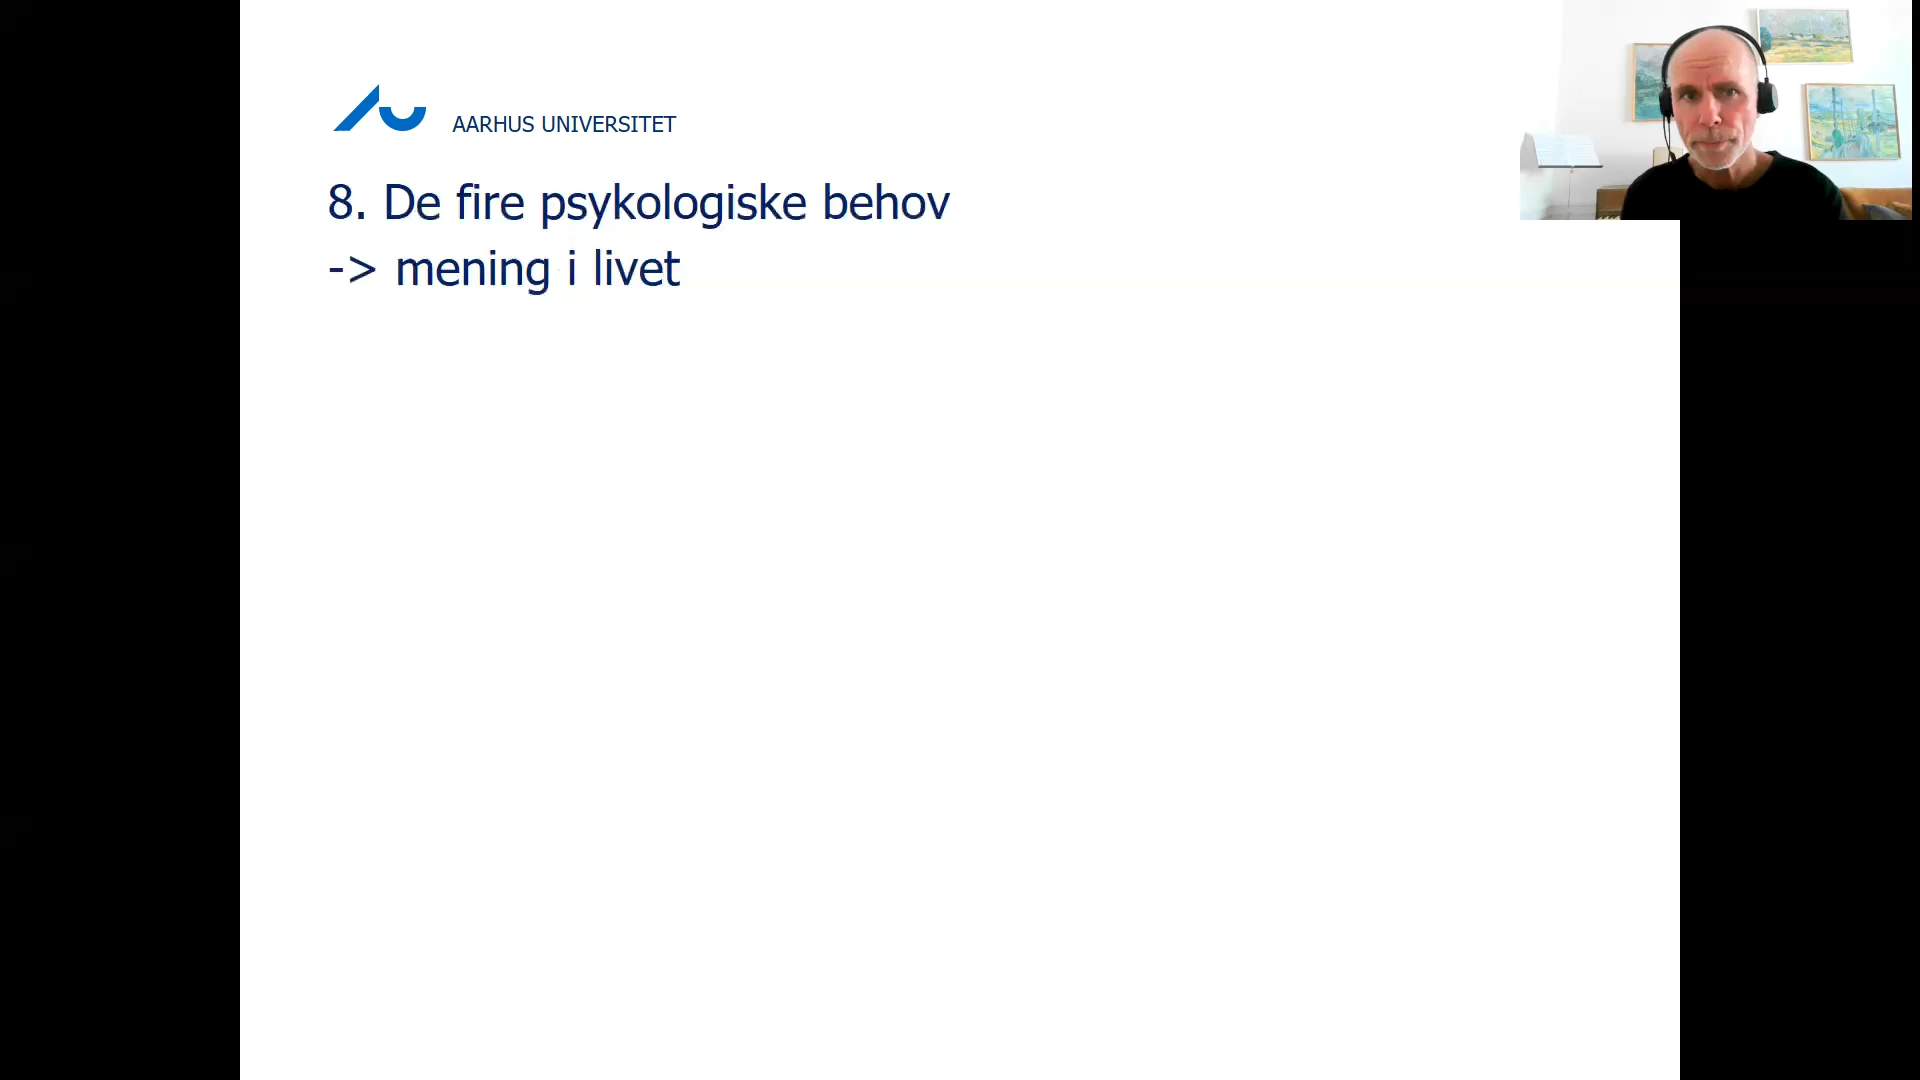 AARHUS UNIVERSITET
8. De fire psykologiske behov
-> mening i livet